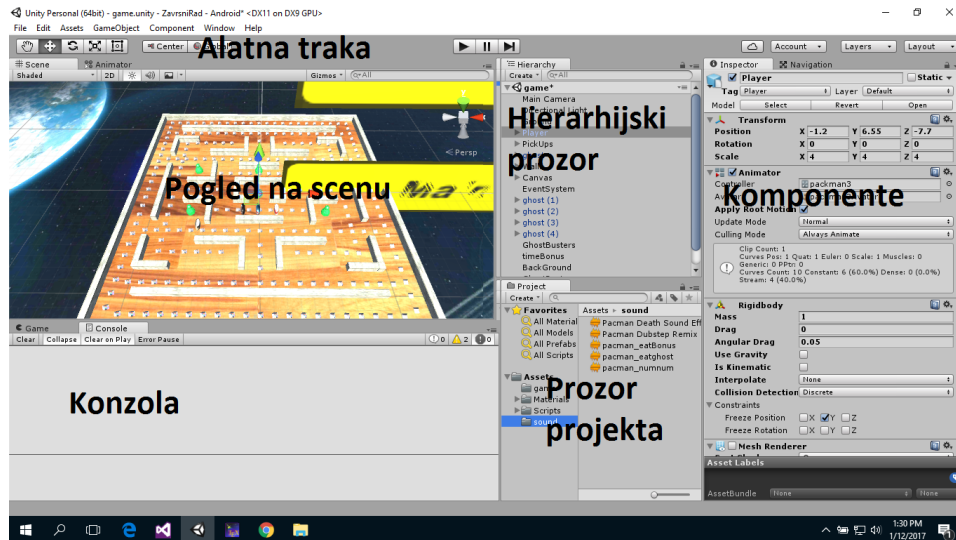 Unity Personal (64bit) - game.unity - ZavrsniRad - Android* <DX11 on DX9 GPU>
File Edit Assets GameObject Component Window Help
Center Global
Alatna traka
Account Layers Layout
Scene Animator
Shaded 2D Gizmos All
Persp
Pogled na scenu
Game Console
Clear Collapse Clear on Play Error Pause 0 2 0
Konzola
Hierarchy
Create All
game*
Main Camera
Directional Light
Player
PickUps
Canvas
EventSystem
ghost (1)
ghost (2)
ghost (3)
ghost (4)
GhostBusters
timeBonus
BackGround
Hierarhijski
prozor
Project
Create
Favorites
All Material
All Models
All Prefabs
All Scripts
Assets
Materials
Scripts
sound
Assets sound
Pacman Death Sound Eff
Pacman Dubstep Remix
pacman_eatBonus
pacman_eatghost
pacman_numnum
Prozor
projekta
Inspector Navigation
Player Static
Tag Player Layer Default
Model Select Revert Open
Transform
Position X -1.2 Y 6.55 Z -7.7
Rotation X 0 Y 0 Z 0
Scale X 4 Y 4 Z 4
Animator
Controller packman3
Komponente
Apply Root Motion
Update Mode Normal
Culling Mode Always Animate
Clip Count: 1
Curves Pos: 1 Quat: 1 Euler: 0 Scale: 1 Muscles: 0
Generic: 0 PPtr: 0
Curves Count: 10 Constant: 6 (60.0%) Dense: 0 (0.0%)
Stream: 4 (40.0%)
Rigidbody
Mass 1
Drag 0
Angular Drag 0.05
Use Gravity
Is Kinematic
Interpolate None
Collision Detection Discrete
Constraints
Freeze Position X Y Z
Freeze Rotation X Y Z
Mesh Renderer
Asset Labels
AssetBundle None None
1:30 PM
1/12/2017